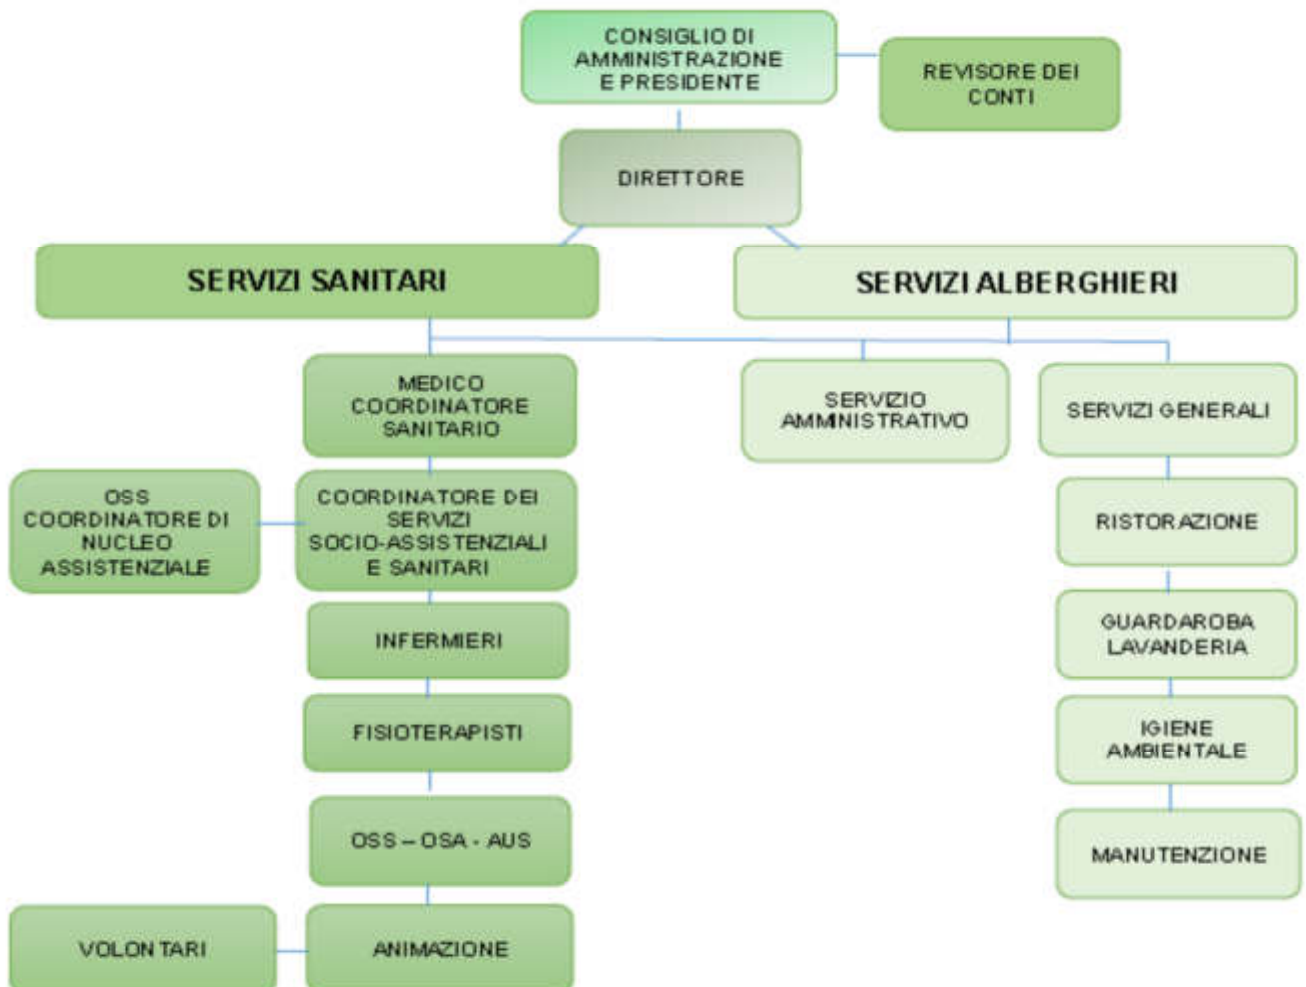 CONSIGLIO DI
AMMINISTRAZIONE
E PRESIDENTE
REVISORE DEI
CONTI
DIRETTORE
SERVIZI SANITARI
SERVIZI ALBERGHIERI
MEDICO
COORDINATORE
SANITARIO
SERVIZIO
AMMINISTRATIVO
SERVIZI GENERALI
OSS
COORDINATORE DI
NUCLEO
ASSISTENZIALE
COORDINATORE DEI
SERVIZI
SOCIO-ASSISTENZIALI
E SANITARI
RISTORAZIONE
INFERMIERI
GUARDAROBA
LAVANDERIA
FISIOTERAPISTI
IGIENE
AMBIENTALE
OSS – OSA - AUS
MANUTENZIONE
VOLONTARI
ANIMAZIONE